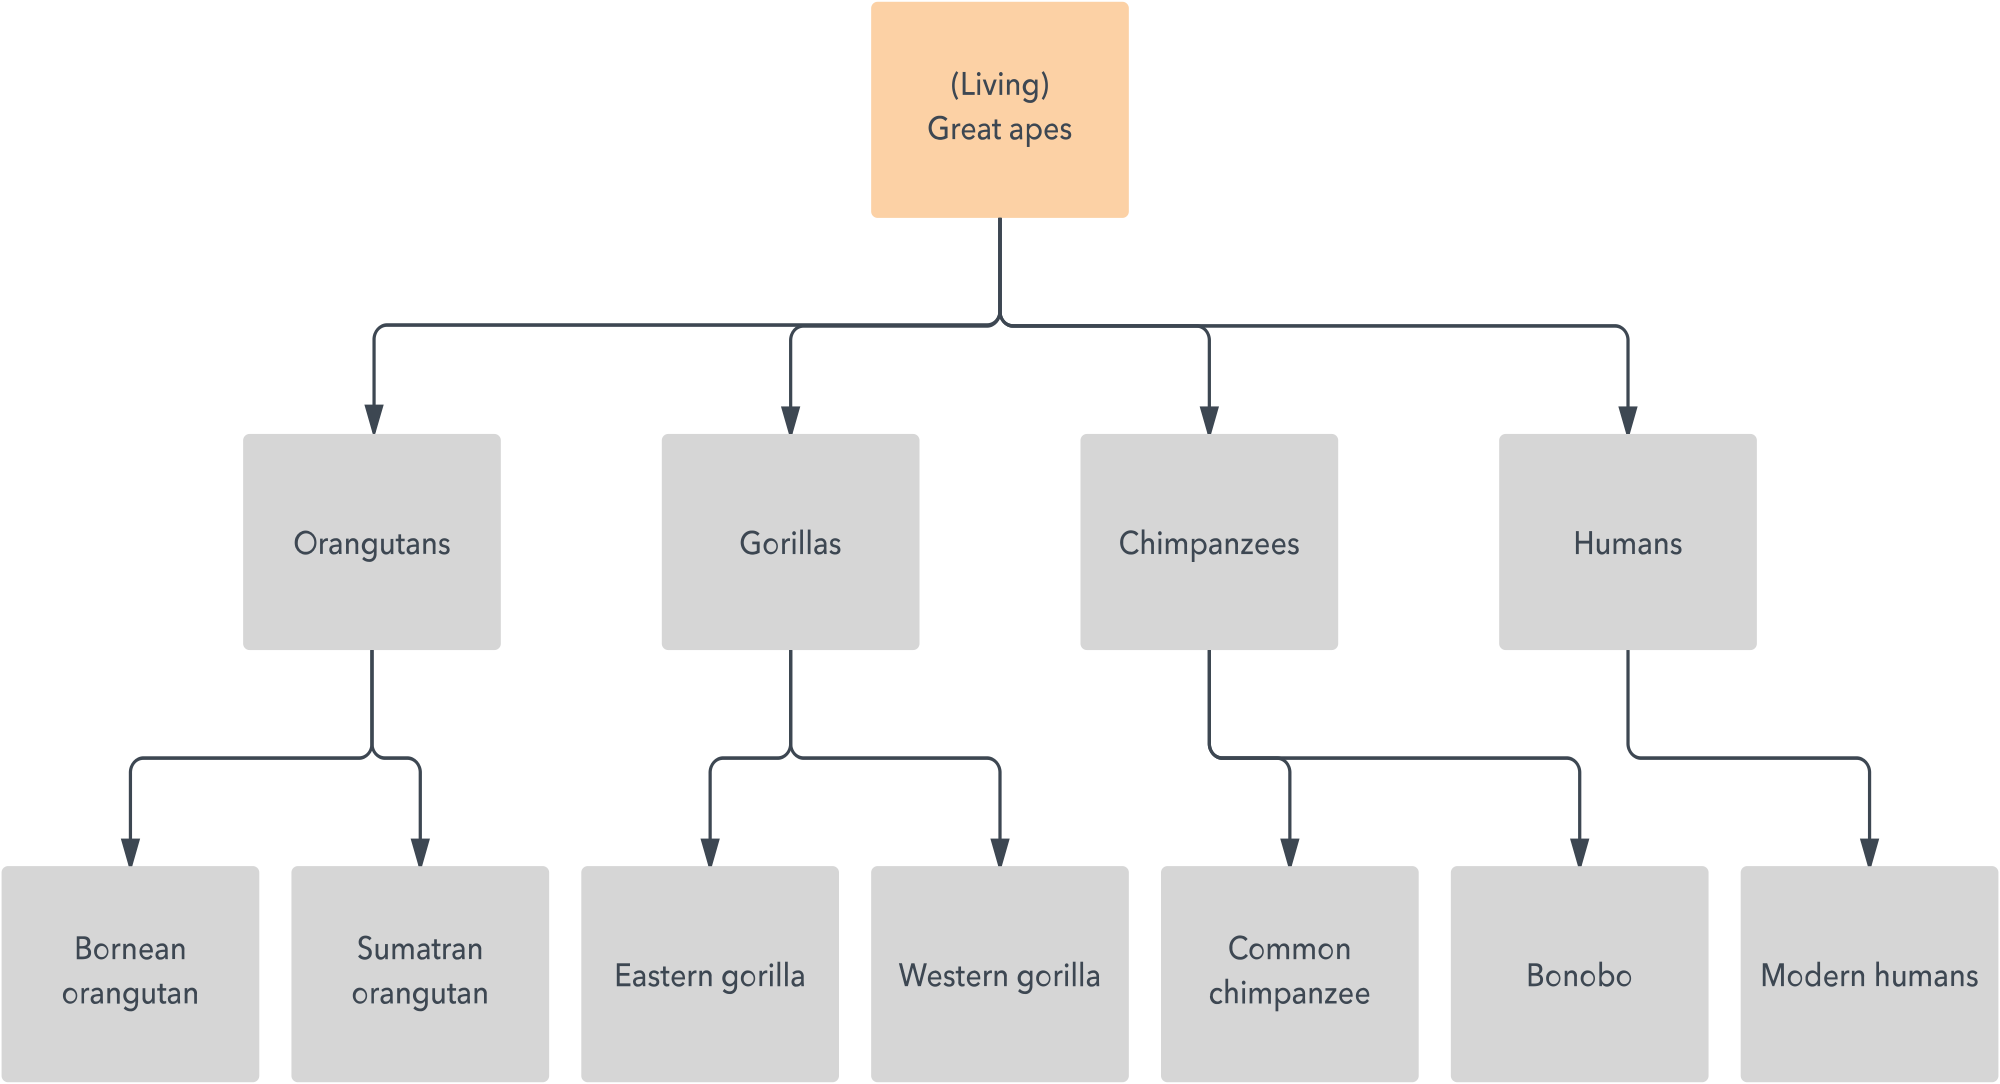 (Living)
Great apes
Orangutans
Gorillas
Chimpanzees
Humans
Bornean
orangutan
Sumatran
orangutan
Eastern gorilla
Western gorilla
Common
chimpanzee
Bonobo
Modern humans